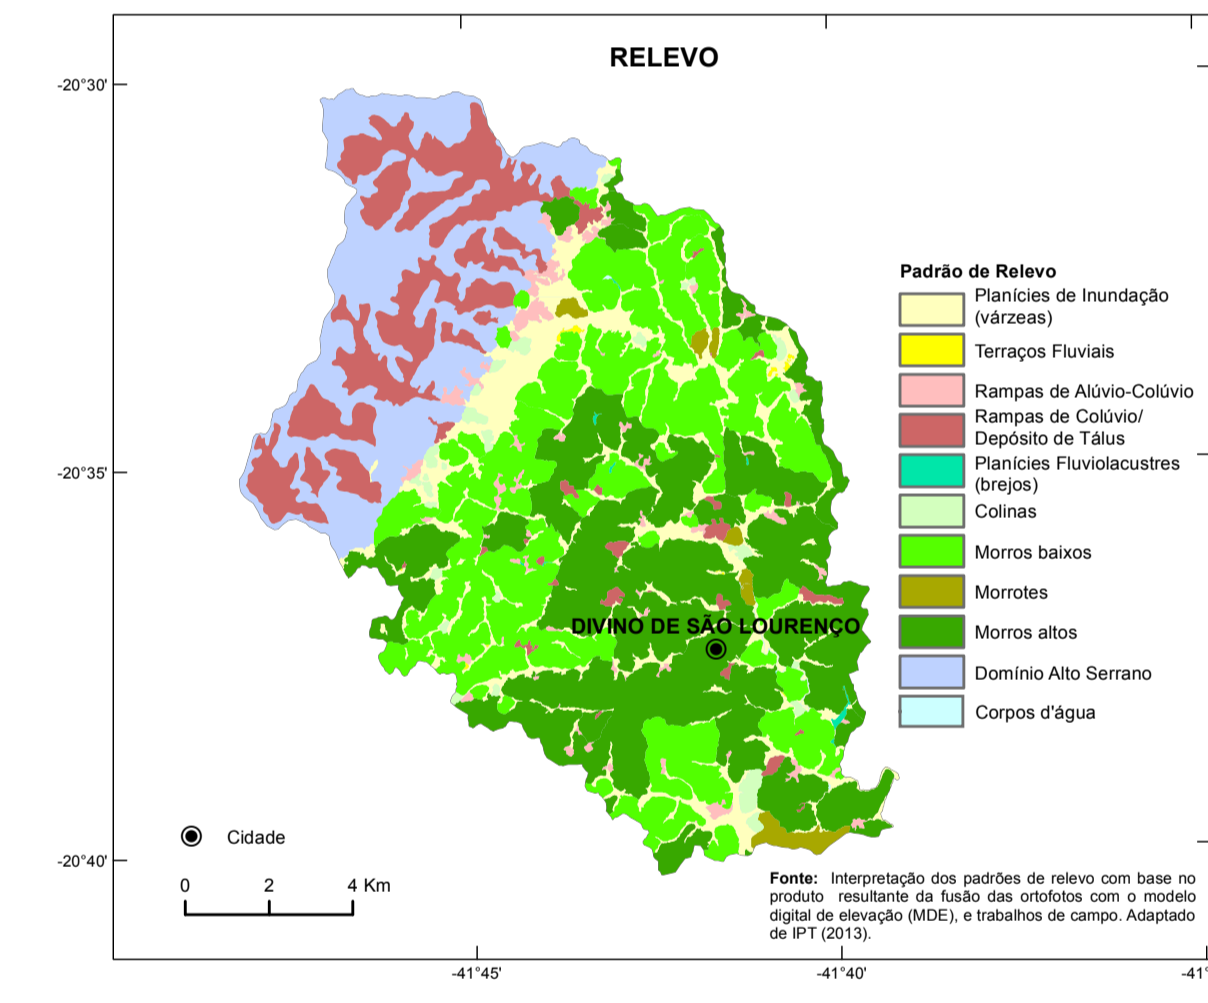 RELEVO
-20°30'
-20°35'
-20°40'
Padrão de Relevo
Planícies de Inundação
(várzeas)
Terraços Fluviais
Rampas de Alúvio-Colúvio
Rampas de Colúvio/
Depósito de Tálus
Planícies Fluviolacustres
(brejos)
Colinas
Morros baixos
Morrotes
Morros altos
Domínio Alto Serrano
Corpos d'água
DIVINO DE SÃO LOURENÇO
Cidade
0 2 4 Km
Fonte: Interpretação dos padrões de relevo com base no
produto resultante da fusão das ortofotos com o modelo
digital de elevação (MDE), e trabalhos de campo. Adaptado
de IPT (2013).
-41°45' -41°40' -41°